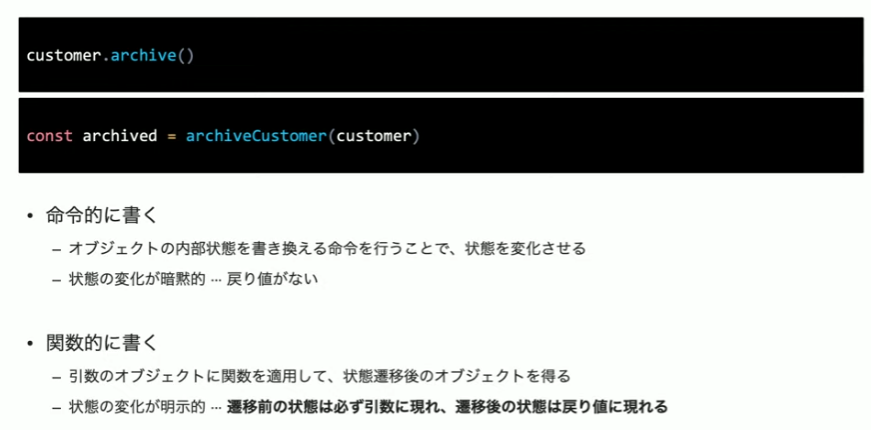 customer.archive()
const archived = archiveCustomer(customer)
• 命令的に書く
– オブジェクトの内部状態を書き換える命令を行うことで、状態を変化させる
– 状態の変化が暗黙的 … 戻り値がない
• 関数的に書く
– 引数のオブジェクトに関数を適用して、状態遷移後のオブジェクトを得る
– 状態の変化が明示的 … 遷移前の状態は必ず引数に現れ、遷移後の状態は戻り値に現れる